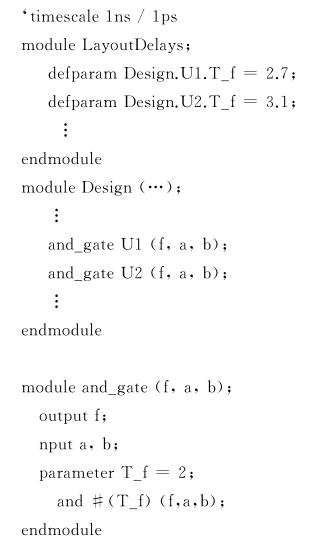 ‘timescale 1ns / 1ps
module LayoutDelays;
defparam Design.U1.T_f = 2.7;
defparam Design.U2.T_f = 3.1;
⋮
endmodule
module Design (⋯);
⋮
and_gate U1 (f, a, b);
and_gate U2 (f, a, b);
⋮
endmodule
module and_gate (f, a, b);
output f;
nput a, b;
parameter T_f = 2;
and #(T_f) (f,a,b);
endmodule